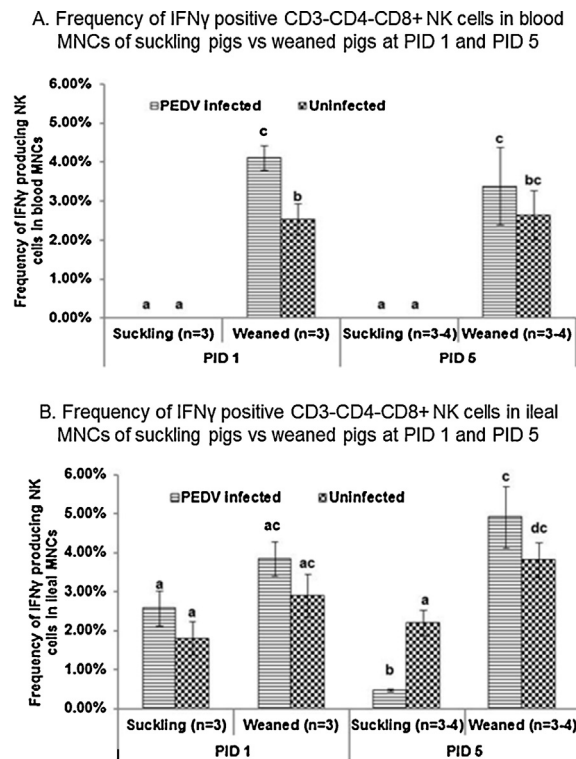 A. Frequency of IFNγ positive CD3-CD4-CD8+ NK cells in blood
MNCs of suckling pigs vs weaned pigs at PID 1 and PID 5
Frequency of IFNγ producing NK
cells in blood MNCs
6.00%
5.00%
4.00%
3.00%
2.00%
1.00%
0.00%
PEDV infected
Uninfected
a a c b a a c bc
Suckling (n=3) Weaned (n=3) Suckling (n=3-4) Weaned (n=3-4)
PID 1 PID 5
B. Frequency of IFNγ positive CD3-CD4-CD8+ NK cells in ileal
MNCs of suckling pigs vs weaned pigs at PID 1 and PID 5
Frequency of IFNγ producing NK
cells in ileal MNCs
6.00%
5.00%
4.00%
3.00%
2.00%
1.00%
0.00%
PEDV infected
Uninfected
a a ac ac b a c dc
Suckling (n=3) Weaned (n=3) Suckling (n=3-4) Weaned (n=3-4)
PID 1 PID 5